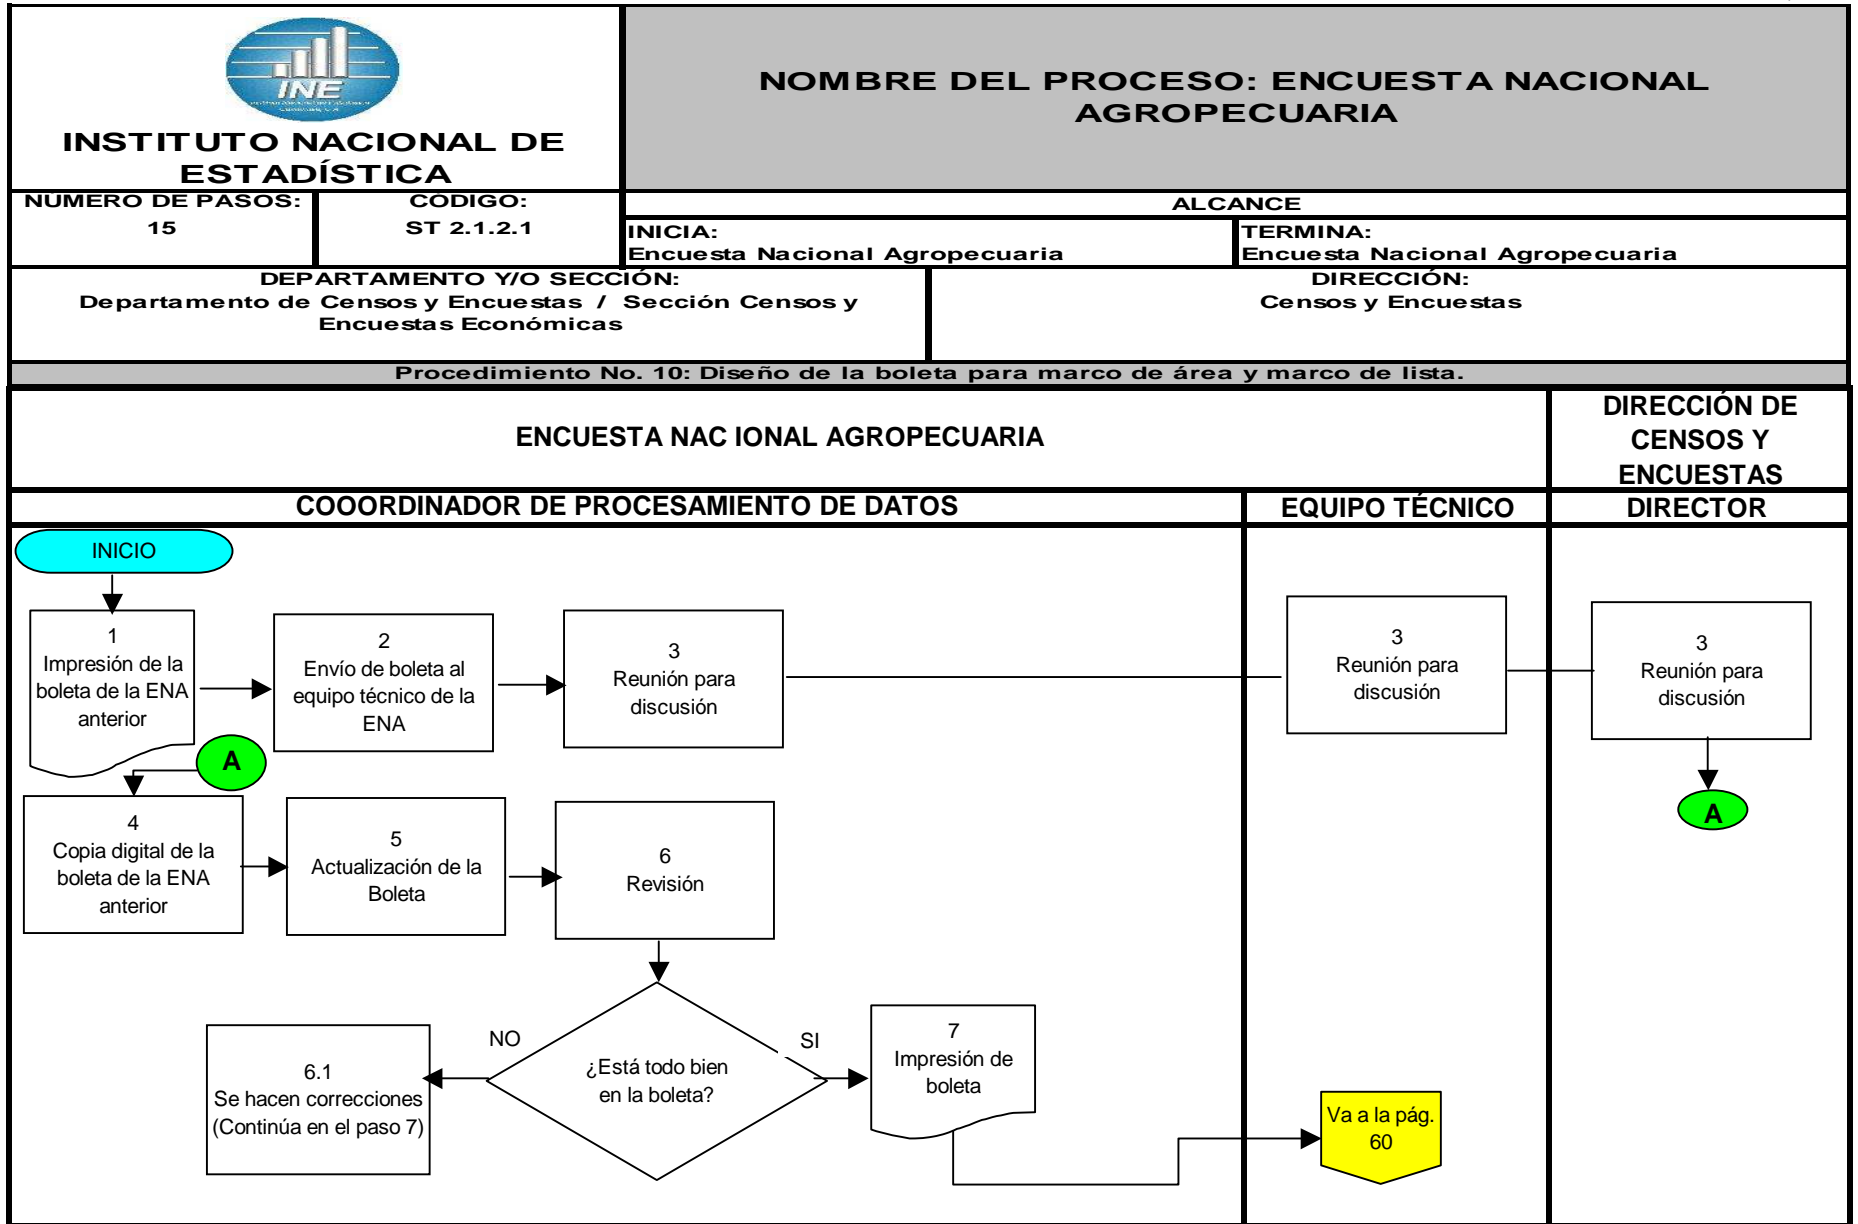 INE
INSTITUTO NACIONAL DE
ESTADÍSTICA
NOMBRE DEL PROCESO: ENCUESTA NACIONAL
AGROPECUARIA
NÚMERO DE PASOS:
15
CÓDIGO:
ST 2.1.2.1
ALCANCE
INICIA:
Encuesta Nacional Agropecuaria
TERMINA:
Encuesta Nacional Agropecuaria
DEPARTAMENTO Y/O SECCIÓN:
Departamento de Censos y Encuestas / Sección Censos y
Encuestas Económicas
DIRECCIÓN:
Censos y Encuestas
Procedimiento No. 10: Diseño de la boleta para marco de área y marco de lista.
ENCUESTA NAC IONAL AGROPECUARIA
DIRECCIÓN DE
CENSOS Y
ENCUESTAS
COOORDINADOR DE PROCESAMIENTO DE DATOS
EQUIPO TÉCNICO
DIRECTOR
INICIO
1
Impresión de la
boleta de la ENA
anterior
2
Envío de boleta al
equipo técnico de la
ENA
3
Reunión para
discusión
3
Reunión para
discusión
3
Reunión para
discusión
A
A
4
Copia digital de la
boleta de la ENA
anterior
5
Actualización de la
Boleta
6
Revisión
NO
¿Está todo bien
en la boleta?
SI
6.1
Se hacen correcciones
(Continúa en el paso 7)
7
Impresión de
boleta
Va a la pág.
60